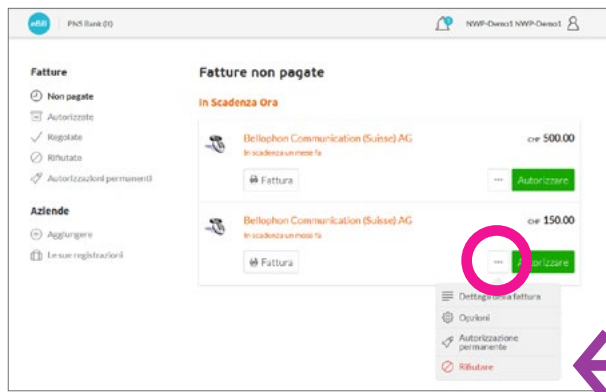 eBill
PNS Bank (IT)
NWP-Demo1 NWP-Demo1
Fatture
Non pagate
Autorizzate
Regolate
Rifiutate
Autorizzazioni permanenti
Aziende
Aggiungere
Le sue registrazioni
Fatture non pagate
In Scadenza Ora
Bellophon Communication (Suisse) AG
CHF 500.00
In scadenza un mese fa
Fattura
Autorizzare
Bellophon Communication (Suisse) AG
CHF 150.00
In scadenza un mese fa
Fattura
Autorizzare
Dettagli della fattura
Opzioni
Autorizzazione
permanente
Rifiutare